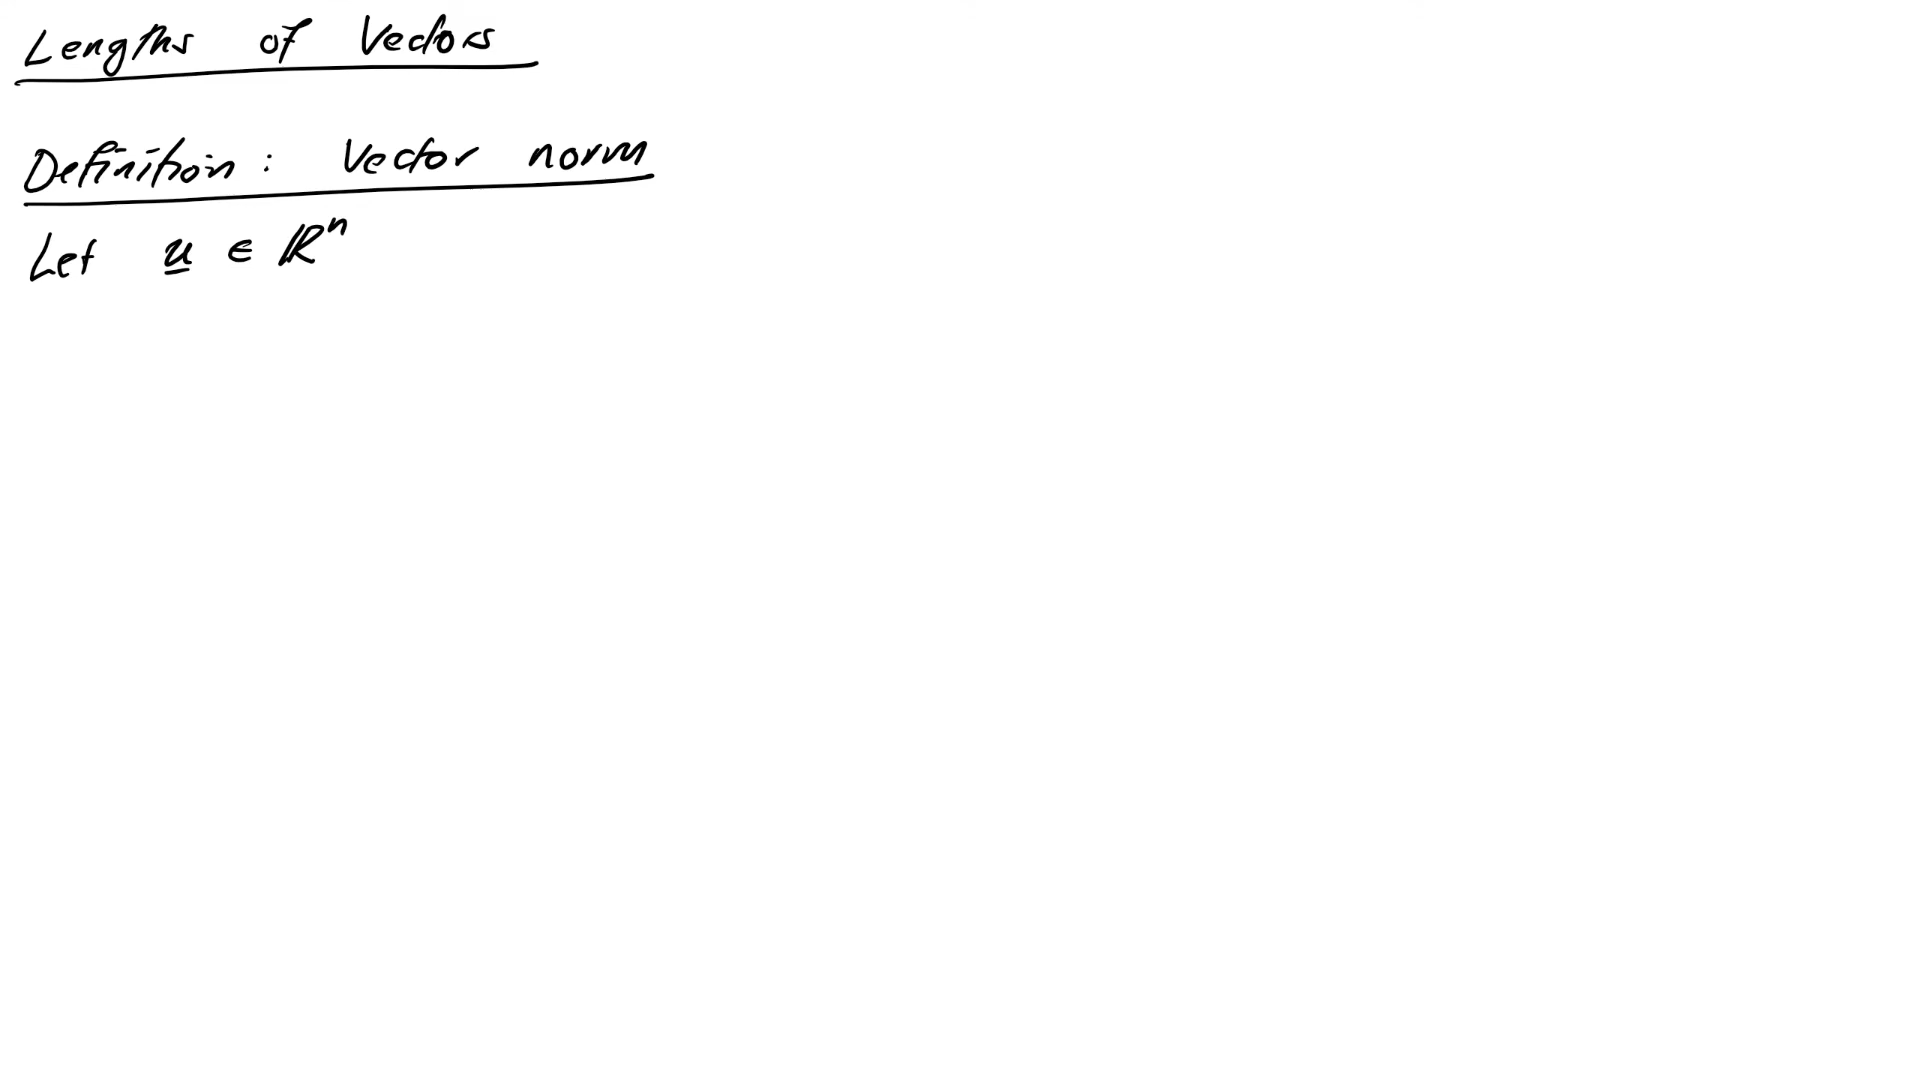 Lengths of Vectors
Definition: Vector norm
Let u ∈ ℝⁿ